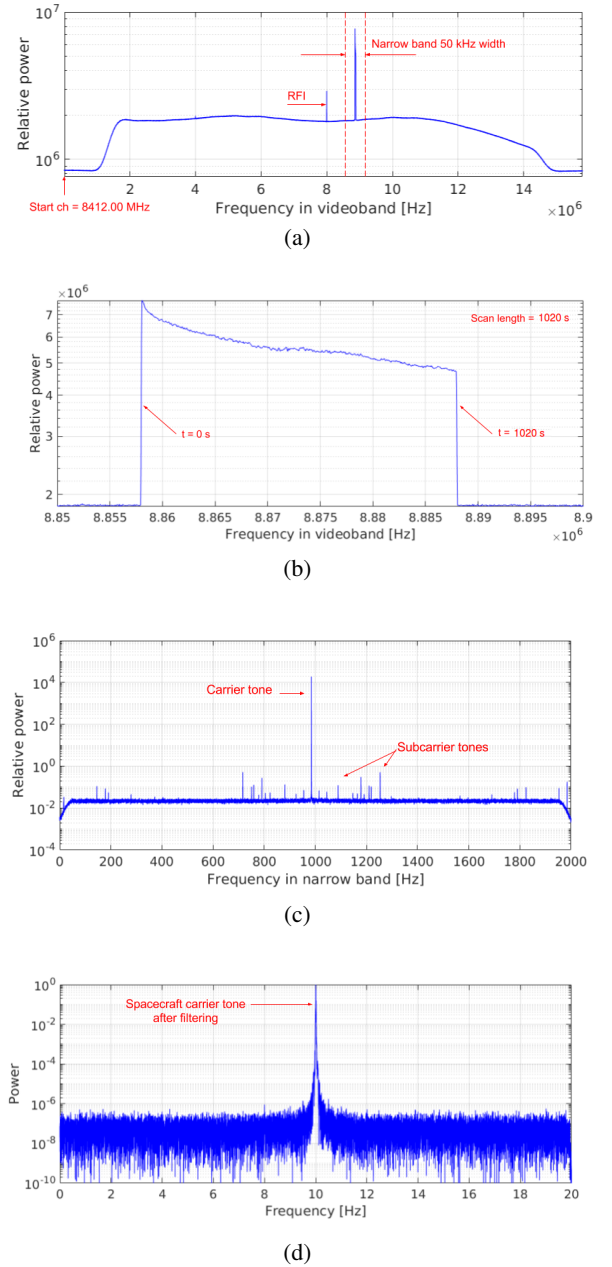 10^7
Narrow band 50 kHz width
RFI
Relative power
10^6
2 4 6 8 10 12 14
Start ch = 8412.00 MHz
Frequency in videoband [Hz]
×10^6
(a)
×10^6
7
Scan length = 1020 s
6
5
Relative power
4
t = 0 s
t = 1020 s
3
2
8.85 8.855 8.86 8.865 8.87 8.875 8.88 8.885 8.89 8.895 8.9
Frequency in videoband [Hz]
×10^6
(b)
10^6
Carrier tone
10^4
Relative power
10^2
Subcarrier tones
10^0
10^-2
10^-4
0 200 400 600 800 1000 1200 1400 1600 1800 2000
Frequency in narrow band [Hz]
(c)
10^0
Spacecraft carrier tone
after filtering
10^-2
10^-4
Power
10^-6
10^-8
10^-10
0 2 4 6 8 10 12 14 16 18 20
Frequency [Hz]
(d)